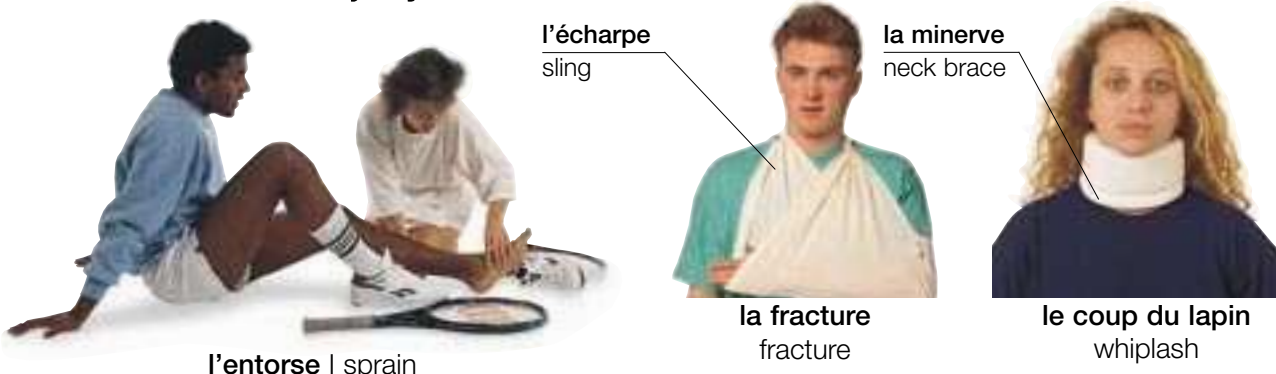 l'écharpe
sling
la minerve
neck brace
l'entorse | sprain
la fracture
fracture
le coup du lapin
whiplash